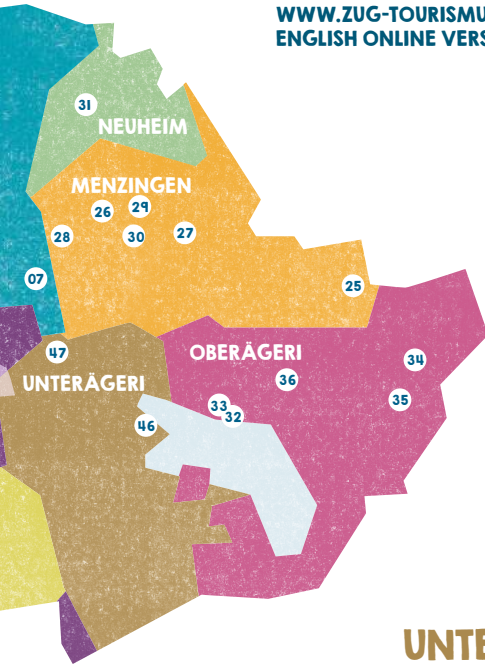 WWW.ZUG-TOURISMU
ENGLISH ONLINE VERS
31
NEUHEIM
MENZINGEN
26
29
28
30
27
07
25
47
OBERÄGERI
34
UNTERÄGERI
36
35
33
32
46
UNTE